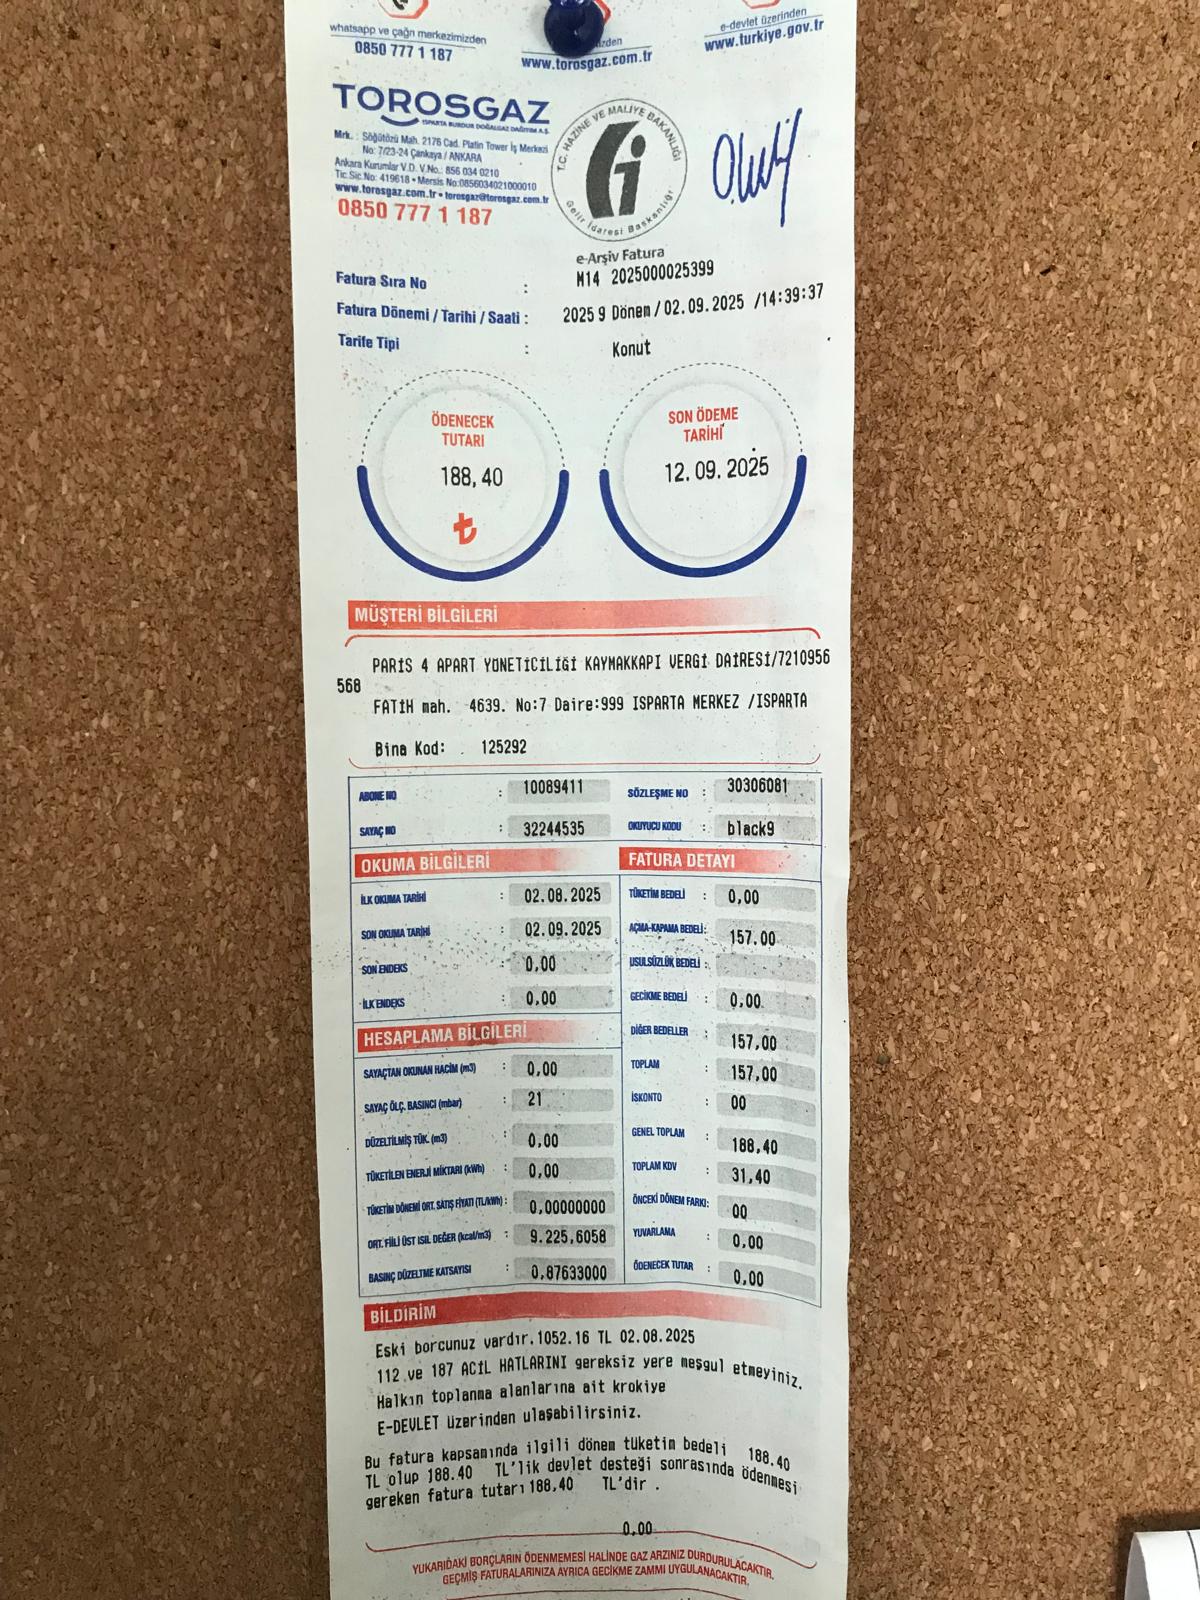 whatsapp ve çağrı merkezimizden
0850 777 1 187
www.torosgaz.com.tr
e-devlet üzerinden
www.turkiye.gov.tr
TOROSGAZ
ISPARTA BURDUR DOĞALGAZ DAĞITIM A.Ş.
Mrk. : Söğütözü Mah. 2176 Cad. Platin Tower İş Merkezi
No: 7/23-24 Çankaya / ANKARA
Ankara Kurumlar V.D. V.No.: 856 034 0210
Tic.Sic.No: 419618 • Mersis No:0856034021000010
www.torosgaz.com.tr • torosgaz@torosgaz.com.tr
0850 777 1 187
T.C. HAZİNE VE MALİYE BAKANLIĞI
Gelir İdaresi Başkanlığı
e-Arşiv Fatura
Fatura Sıra No : M14 2025000025399
Fatura Dönemi / Tarihi / Saati : 2025 9 Dönem / 02.09.2025 /14:39:37
Tarife Tipi : Konut
ÖDENECEK
TUTARI
188,40
₺
SON ÖDEME
TARİHİ
12.09.2025
MÜŞTERİ BİLGİLERİ
PARİS 4 APART YÖNETİCİLİĞİ KAYMAKKAPI VERGİ DAİRESİ/7210956
568
FATİH mah. 4639. No:7 Daire:999 ISPARTA MERKEZ /ISPARTA
Bina Kod: . 125292
ABONE NO : 10089411
SÖZLEŞME NO : 30306081
SAYAÇ NO : 32244535
OKUYUCU KODU : black9
OKUMA BİLGİLERİ
İLK OKUMA TARİHİ : 02.08.2025
SON OKUMA TARİHİ : 02.09.2025
SON ENDEKS : 0,00
İLK ENDEKS : 0,00
HESAPLAMA BİLGİLERİ
SAYAÇTAN OKUNAN HACİM (m3) : 0,00
SAYAÇ ÖLÇ. BASINCI (mbar) : 21
DÜZELTİLMİŞ TÜK. (m3) : 0,00
TÜKETİLEN ENERJİ MİKTARI (kWh) : 0,00
TÜKETİM DÖNEMİ ORT. SATIŞ FİYATI (TL/kWh) : 0,00000000
ORT. FİİLİ ÜST ISIL DEĞER (kcal/m3) : 9.225,6058
BASINÇ DÜZELTME KATSAYISI : 0,87633000
FATURA DETAYI
TÜKETİM BEDELİ : 0,00
AÇMA-KAPAMA BEDELİ : 157.00
USULSÜZLÜK BEDELİ :
GECİKME BEDELİ : 0,00
DİĞER BEDELLER : 157,00
TOPLAM : 157,00
İSKONTO : 00
GENEL TOPLAM : 188,40
TOPLAM KDV : 31,40
ÖNCEKİ DÖNEM FARKI: 00
YUVARLAMA : 0,00
ÖDENECEK TUTAR : 0,00
BİLDİRİM
Eski borcunuz vardır.1052.16 TL 02.08.2025
112 ve 187 ACİL HATLARINI gereksiz yere meşgul etmeyiniz.
Halkın toplanma alanlarına ait krokiye
E-DEVLET üzerinden ulaşabilirsiniz.
Bu fatura kapsamında ilgili dönem tüketim bedeli 188.40
TL olup 188.40 TL'lik devlet desteği sonrasında ödenmesi
gereken fatura tutarı 188,40 TL'dir .
0,00
YUKARIDAKİ BORÇLARIN ÖDENMEMESİ HALİNDE GAZ ARZINIZ DURDURULACAKTIR.
GEÇMİŞ FATURALARINIZA AYRICA GECİKME ZAMMI UYGULANACAKTIR.